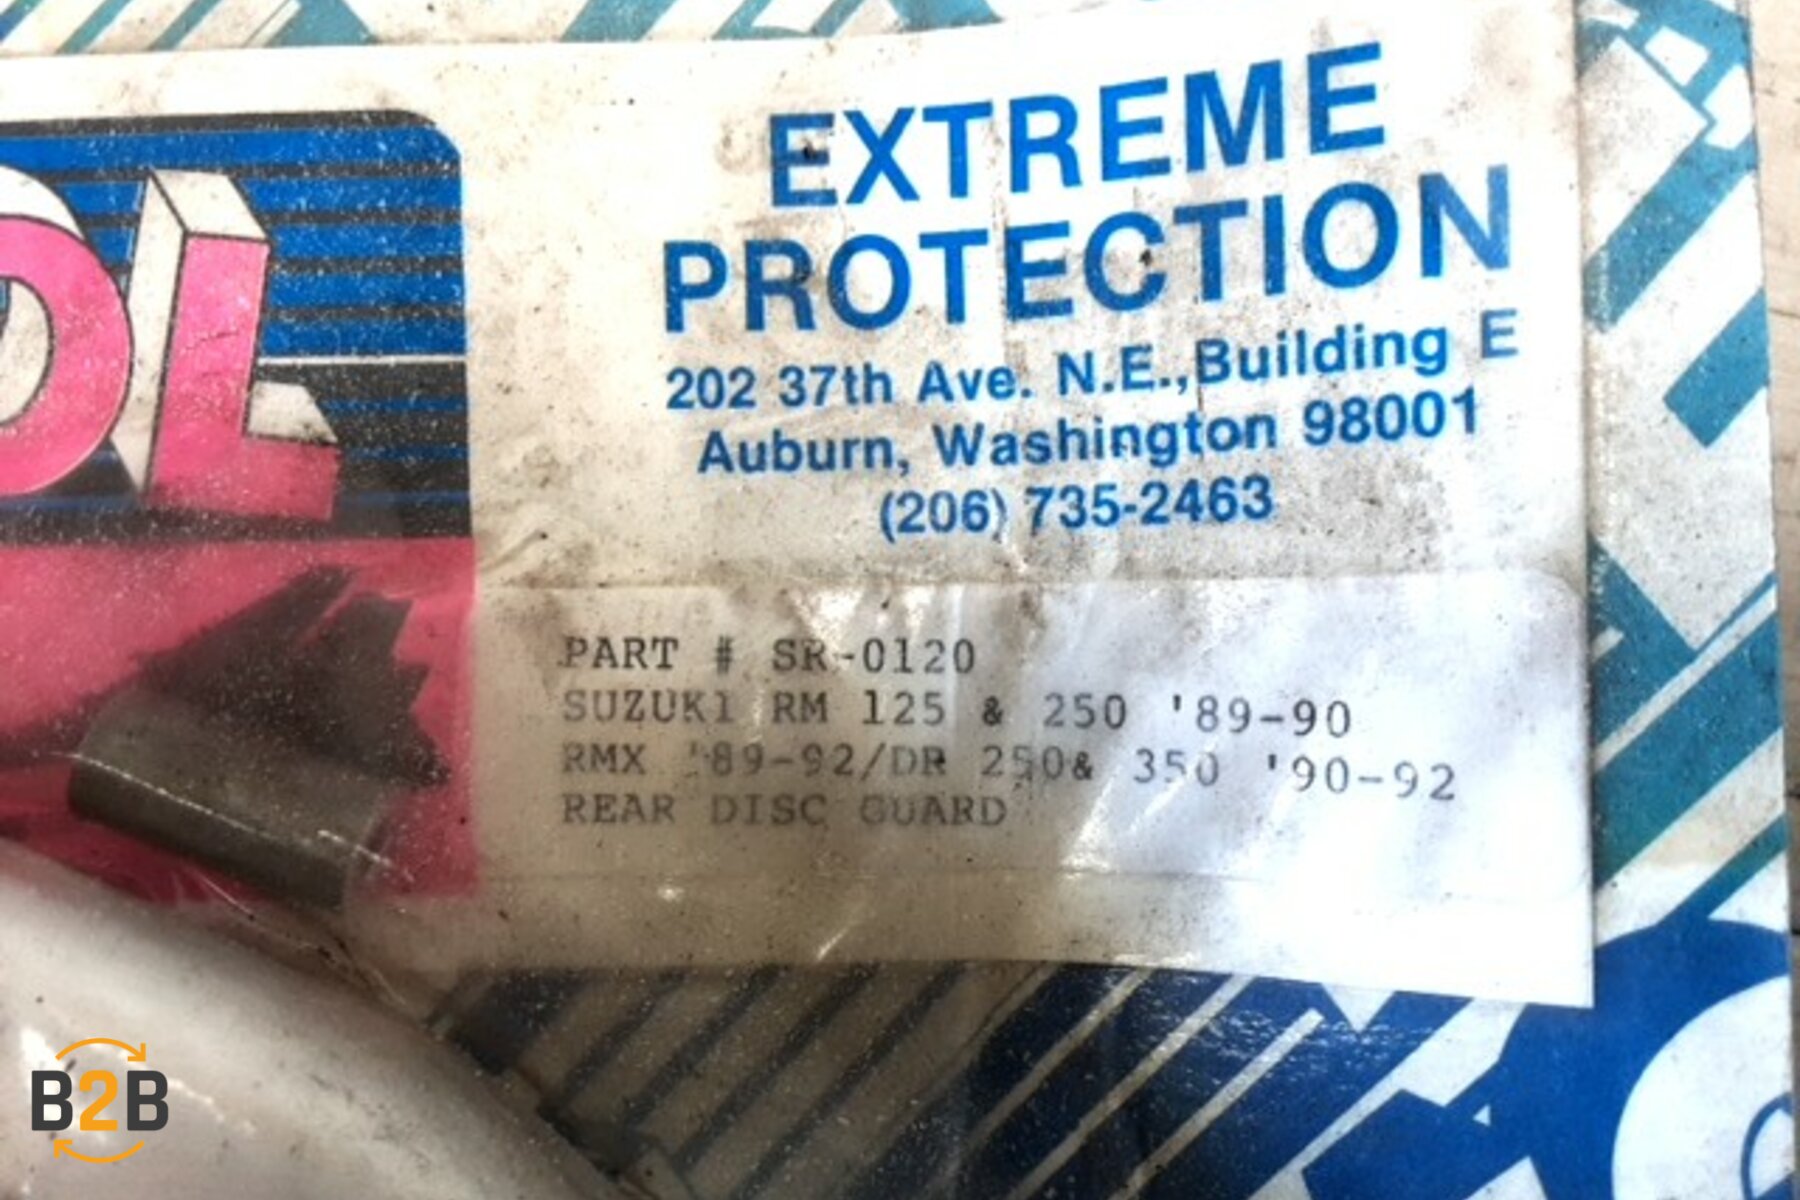 OL
EXTREME
PROTECTION
202 37th Ave. N.E., Building E
Auburn, Washington 98001
(206) 735-2463
PART # SR-0120
SUZUKI RM 125 & 250 '89-90
RMX '89-92/DR 250& 350 '90-92
REAR DISC GUARD
B2B